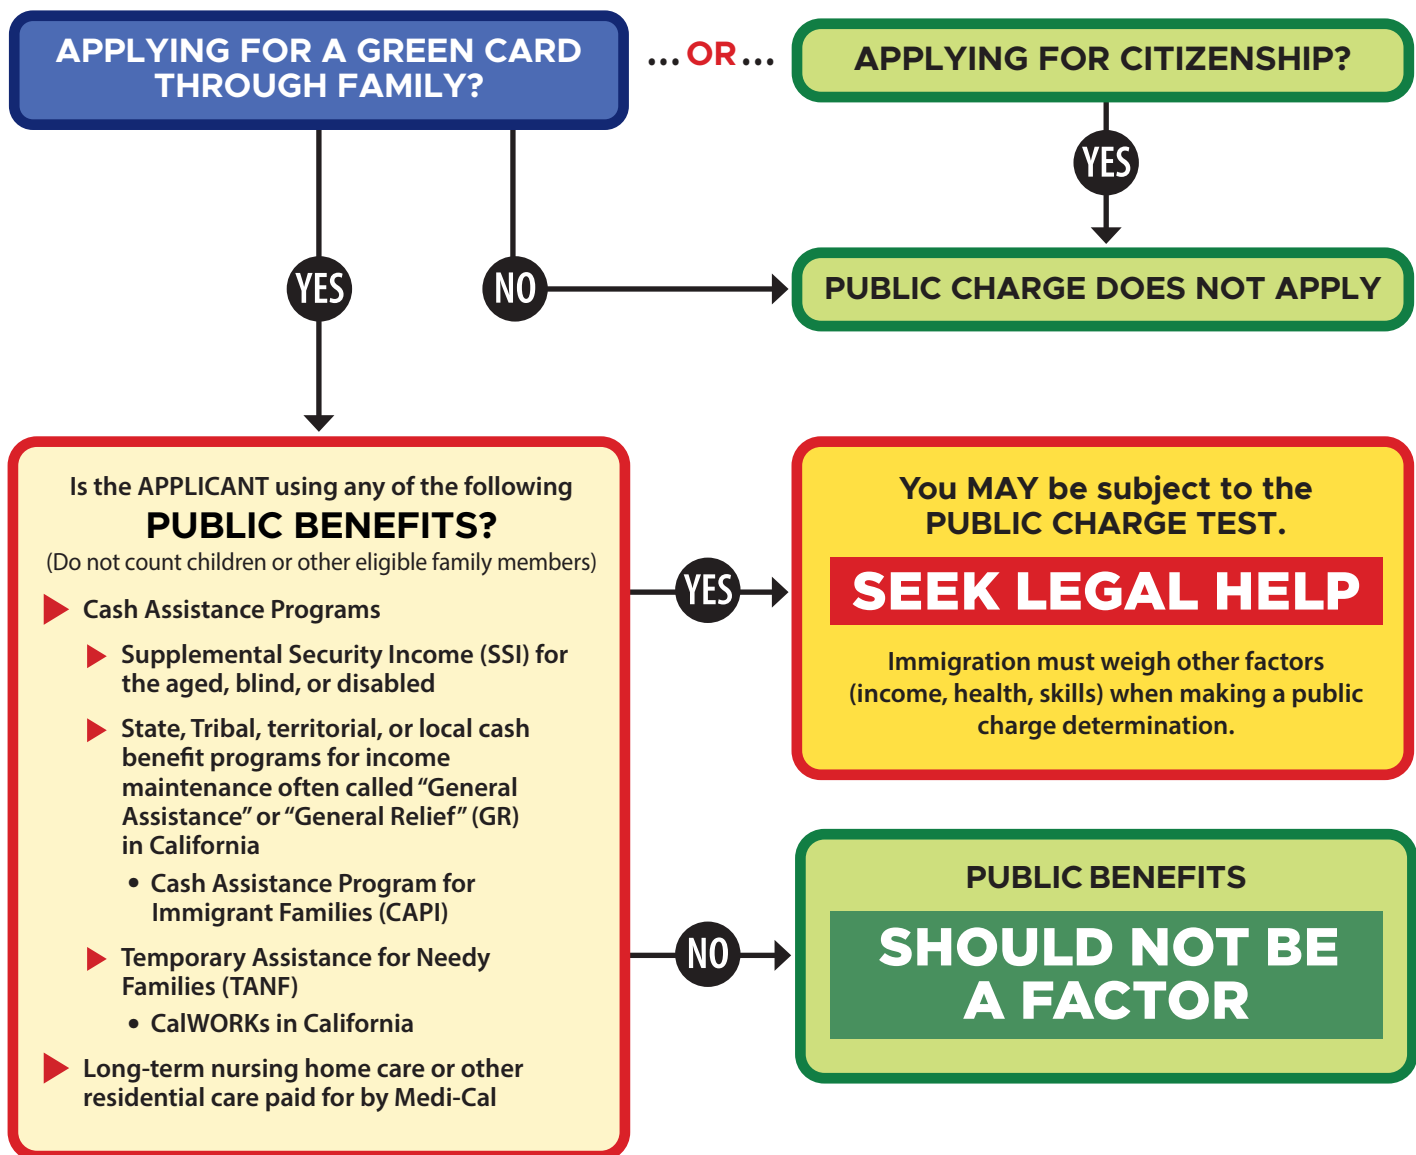 APPLYING FOR A GREEN CARD
THROUGH FAMILY?
...OR...
APPLYING FOR CITIZENSHIP?
YES
YES
NO
PUBLIC CHARGE DOES NOT APPLY
Is the APPLICANT using any of the following
PUBLIC BENEFITS?
(Do not count children or other eligible family members)
Cash Assistance Programs
Supplemental Security Income (SSI) for
the aged, blind, or disabled
State, Tribal, territorial, or local cash
benefit programs for income
maintenance often called “General
Assistance” or “General Relief” (GR)
in California
• Cash Assistance Program for
Immigrant Families (CAPI)
Temporary Assistance for Needy
Families (TANF)
• CalWORKs in California
Long-term nursing home care or other
residential care paid for by Medi-Cal
YES
You MAY be subject to the
PUBLIC CHARGE TEST.
SEEK LEGAL HELP
Immigration must weigh other factors
(income, health, skills) when making a public
charge determination.
NO
PUBLIC BENEFITS
SHOULD NOT BE
A FACTOR